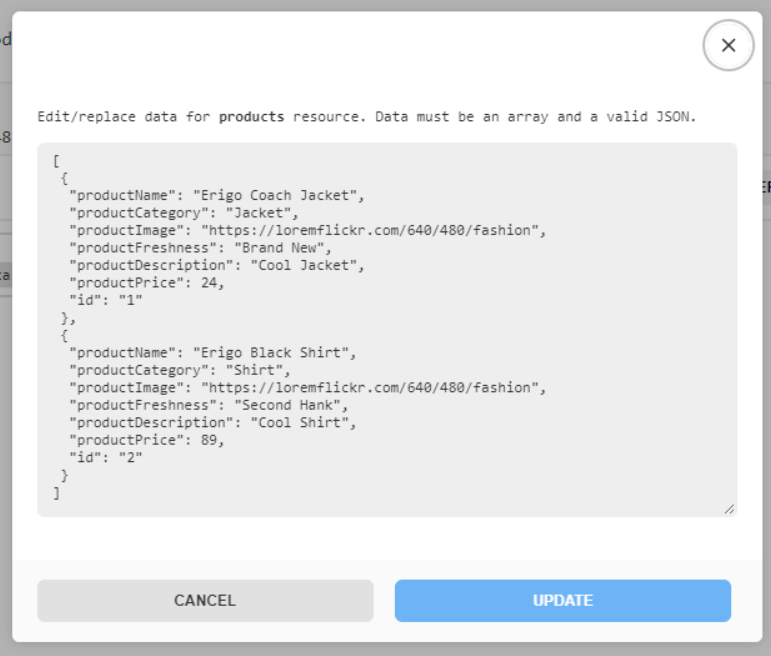 od
Edit/replace data for products resource. Data must be an array and a valid JSON.
48
[
{
"productName": "Erigo Coach Jacket",
"productCategory": "Jacket",
"productImage": "https://loremflickr.com/640/480/fashion",
"productFreshness": "Brand New",
"productDescription": "Cool Jacket",
"productPrice": 24,
"id": "1"
},
{
"productName": "Erigo Black Shirt",
"productCategory": "Shirt",
"productImage": "https://loremflickr.com/640/480/fashion",
"productFreshness": "Second Hank",
"productDescription": "Cool Shirt",
"productPrice": 89,
"id": "2"
}
]
CANCEL
UPDATE